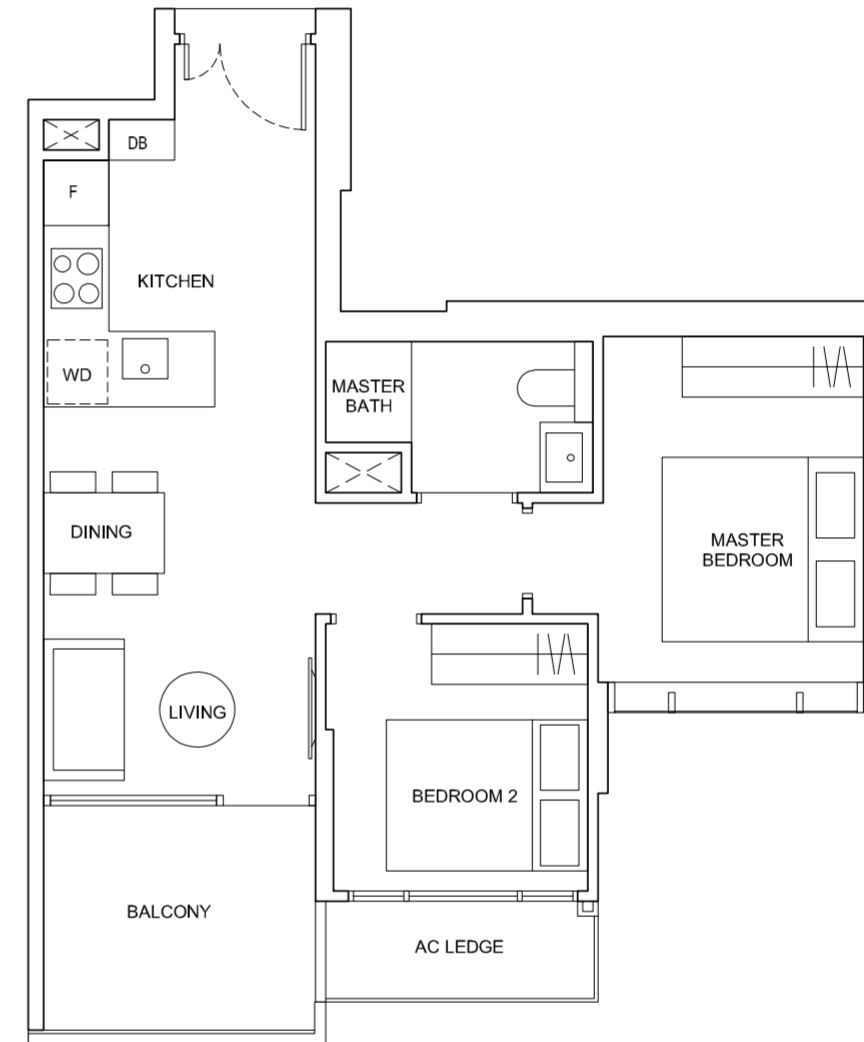 DB
F
KITCHEN
WD
MASTER
BATH
DINING
MASTER
BEDROOM
LIVING
BEDROOM 2
BALCONY
AC LEDGE